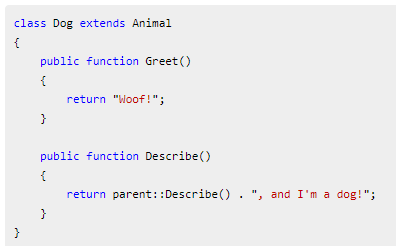 class Dog extends Animal
{
    public function Greet()
    {
        return "Woof!";
    }

    public function Describe()
    {
        return parent::Describe() . ", and I'm a dog!";
    }
}